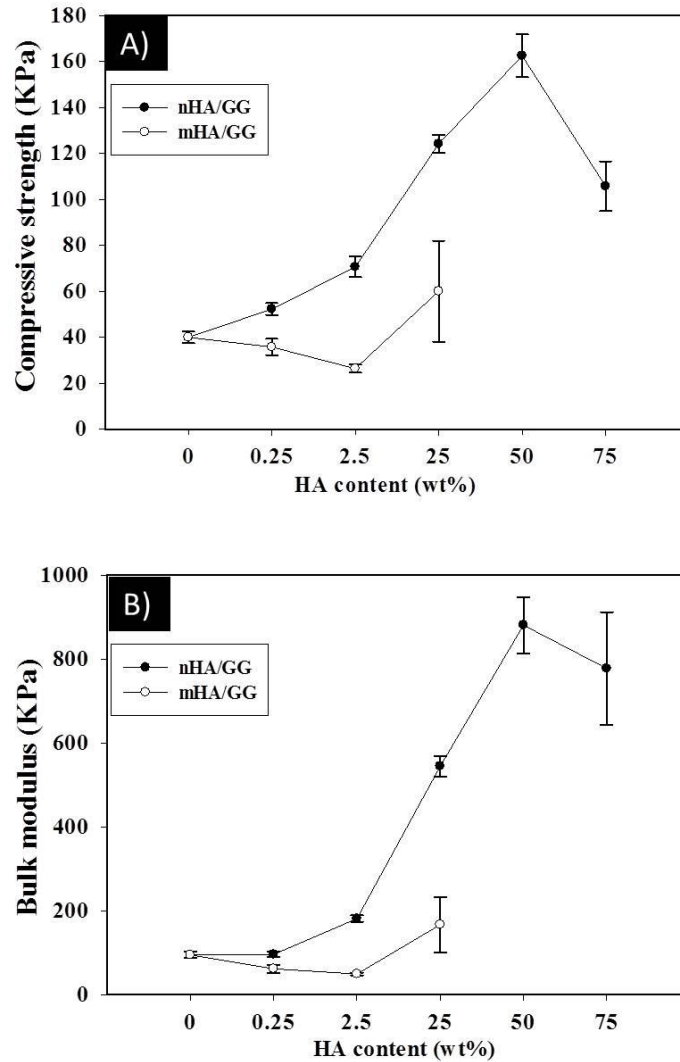 A)
180
160
140
120
100
80
60
40
20
0
Compressive strength (KPa)
nHA/GG
mHA/GG
0 0.25 2.5 25 50 75
HA content (wt%)
B)
1000
800
600
400
200
0
Bulk modulus (KPa)
nHA/GG
mHA/GG
0 0.25 2.5 25 50 75
HA content (wt%)